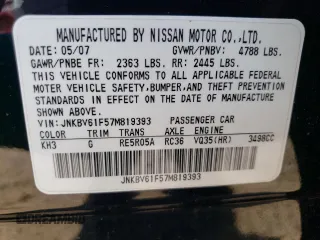 MANUFACTURED BY NISSAN MOTOR CO.,LTD.
DATE: 05/07 GVWR/PNBV: 4788 LBS.
GAWR/PNBE FR: 2363 LBS. RR: 2445 LBS.
THIS VEHICLE CONFORMS TO ALL APPLICABLE FEDERAL
MOTOR VEHICLE SAFETY,BUMPER,AND THEFT PREVENTION
STANDARDS IN EFFECT ON THE DATE OF MANUFACTURE
SHOWN ABOVE.
VIN: JNKBV61F57M819393 PASSENGER CAR
COLOR TRIM TRANS AXLE ENGINE
KH3 G RE5R05A RC36 VQ35(HR) 3498CC
JNKBV61F57M819393